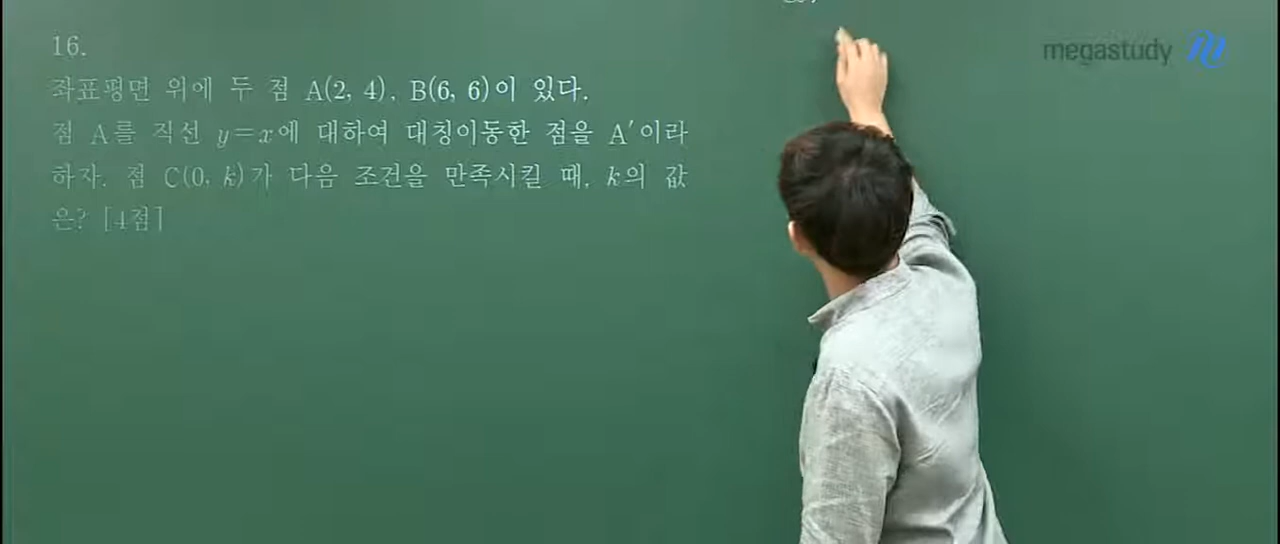 megastudy
16.
좌표평면 위에 두 점 A(2, 4), B(6, 6)이 있다.
점 A를 직선 y=x에 대하여 대칭이동한 점을 A′이라
하자. 점 C(0, k)가 다음 조건을 만족시킬 때, k의 값
은? [4점]